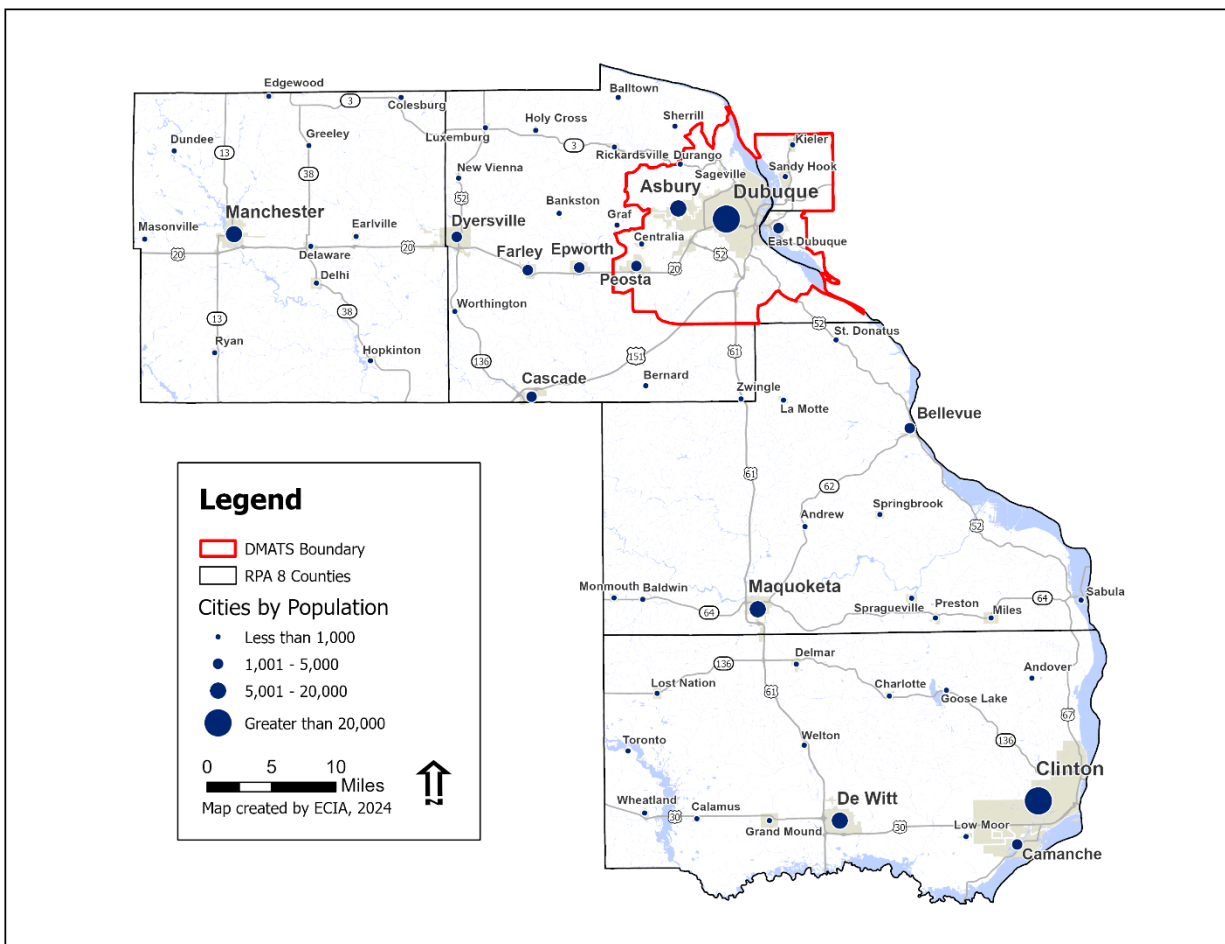 Edgewood
Balltown
3
Colesburg
Holy Cross
Sherrill
Luxemburg
Dundee
13
Greeley
3
Kieler
Rickardsville
Durango
38
New Vienna
Sageville
Sandy Hook
52
Asbury
Dubuque
Manchester
Bankston
Graf
Masonville
Earlville
Dyersville
Centralia
East Dubuque
20
Delaware
20
Farley
Epworth
52
Delhi
Peosta
20
Worthington
38
13
52
St. Donatus
Ryan
Hopkinton
136
151
61
Cascade
Bernard
Zwingle
La Motte
Bellevue
61
62
Springbrook
Andrew
52
Monmouth
Baldwin
Maquoketa
Sabula
64
Spragueville
Preston
Miles
64
136
Delmar
Andover
Lost Nation
61
Charlotte
Goose Lake
67
Toronto
Welton
136
Clinton
Wheatland
Calamus
De Witt
30
Grand Mound
30
Low Moor
Camanche
Legend
DMATS Boundary
RPA 8 Counties
Cities by Population
Less than 1,000
1,001 - 5,000
5,001 - 20,000
Greater than 20,000
0 5 10
Miles
Map created by ECIA, 2024
N